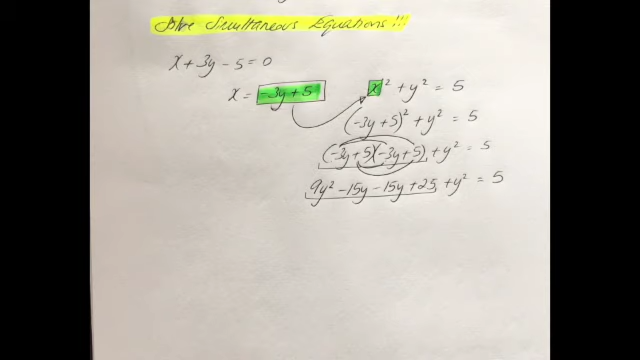 Solve Simultaneous Equations!!!
x + 3y - 5 = 0
x = -3y + 5
x² + y² = 5
(-3y + 5)² + y² = 5
(-3y + 5)(-3y + 5) + y² = 5
9y² - 15y - 15y + 25 + y² = 5